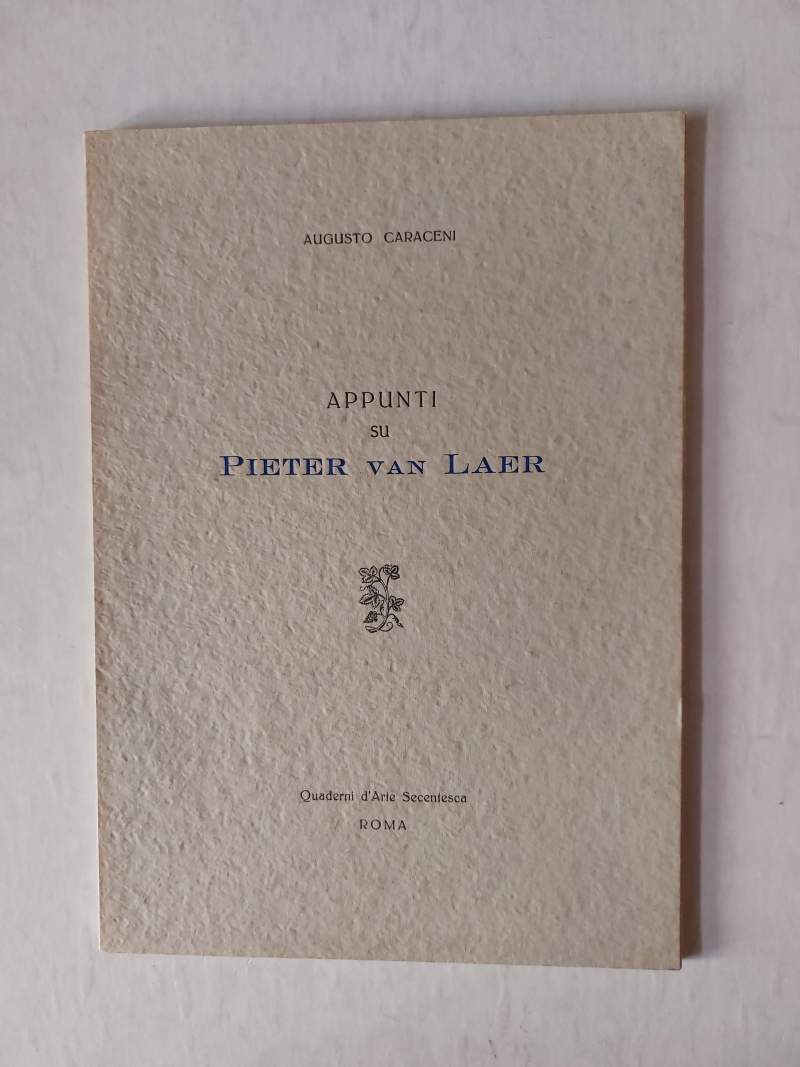 AUGUSTO CARACENI
APPUNTI
su
PIETER VAN LAER
Quaderni d'Arte Secentesca
ROMA